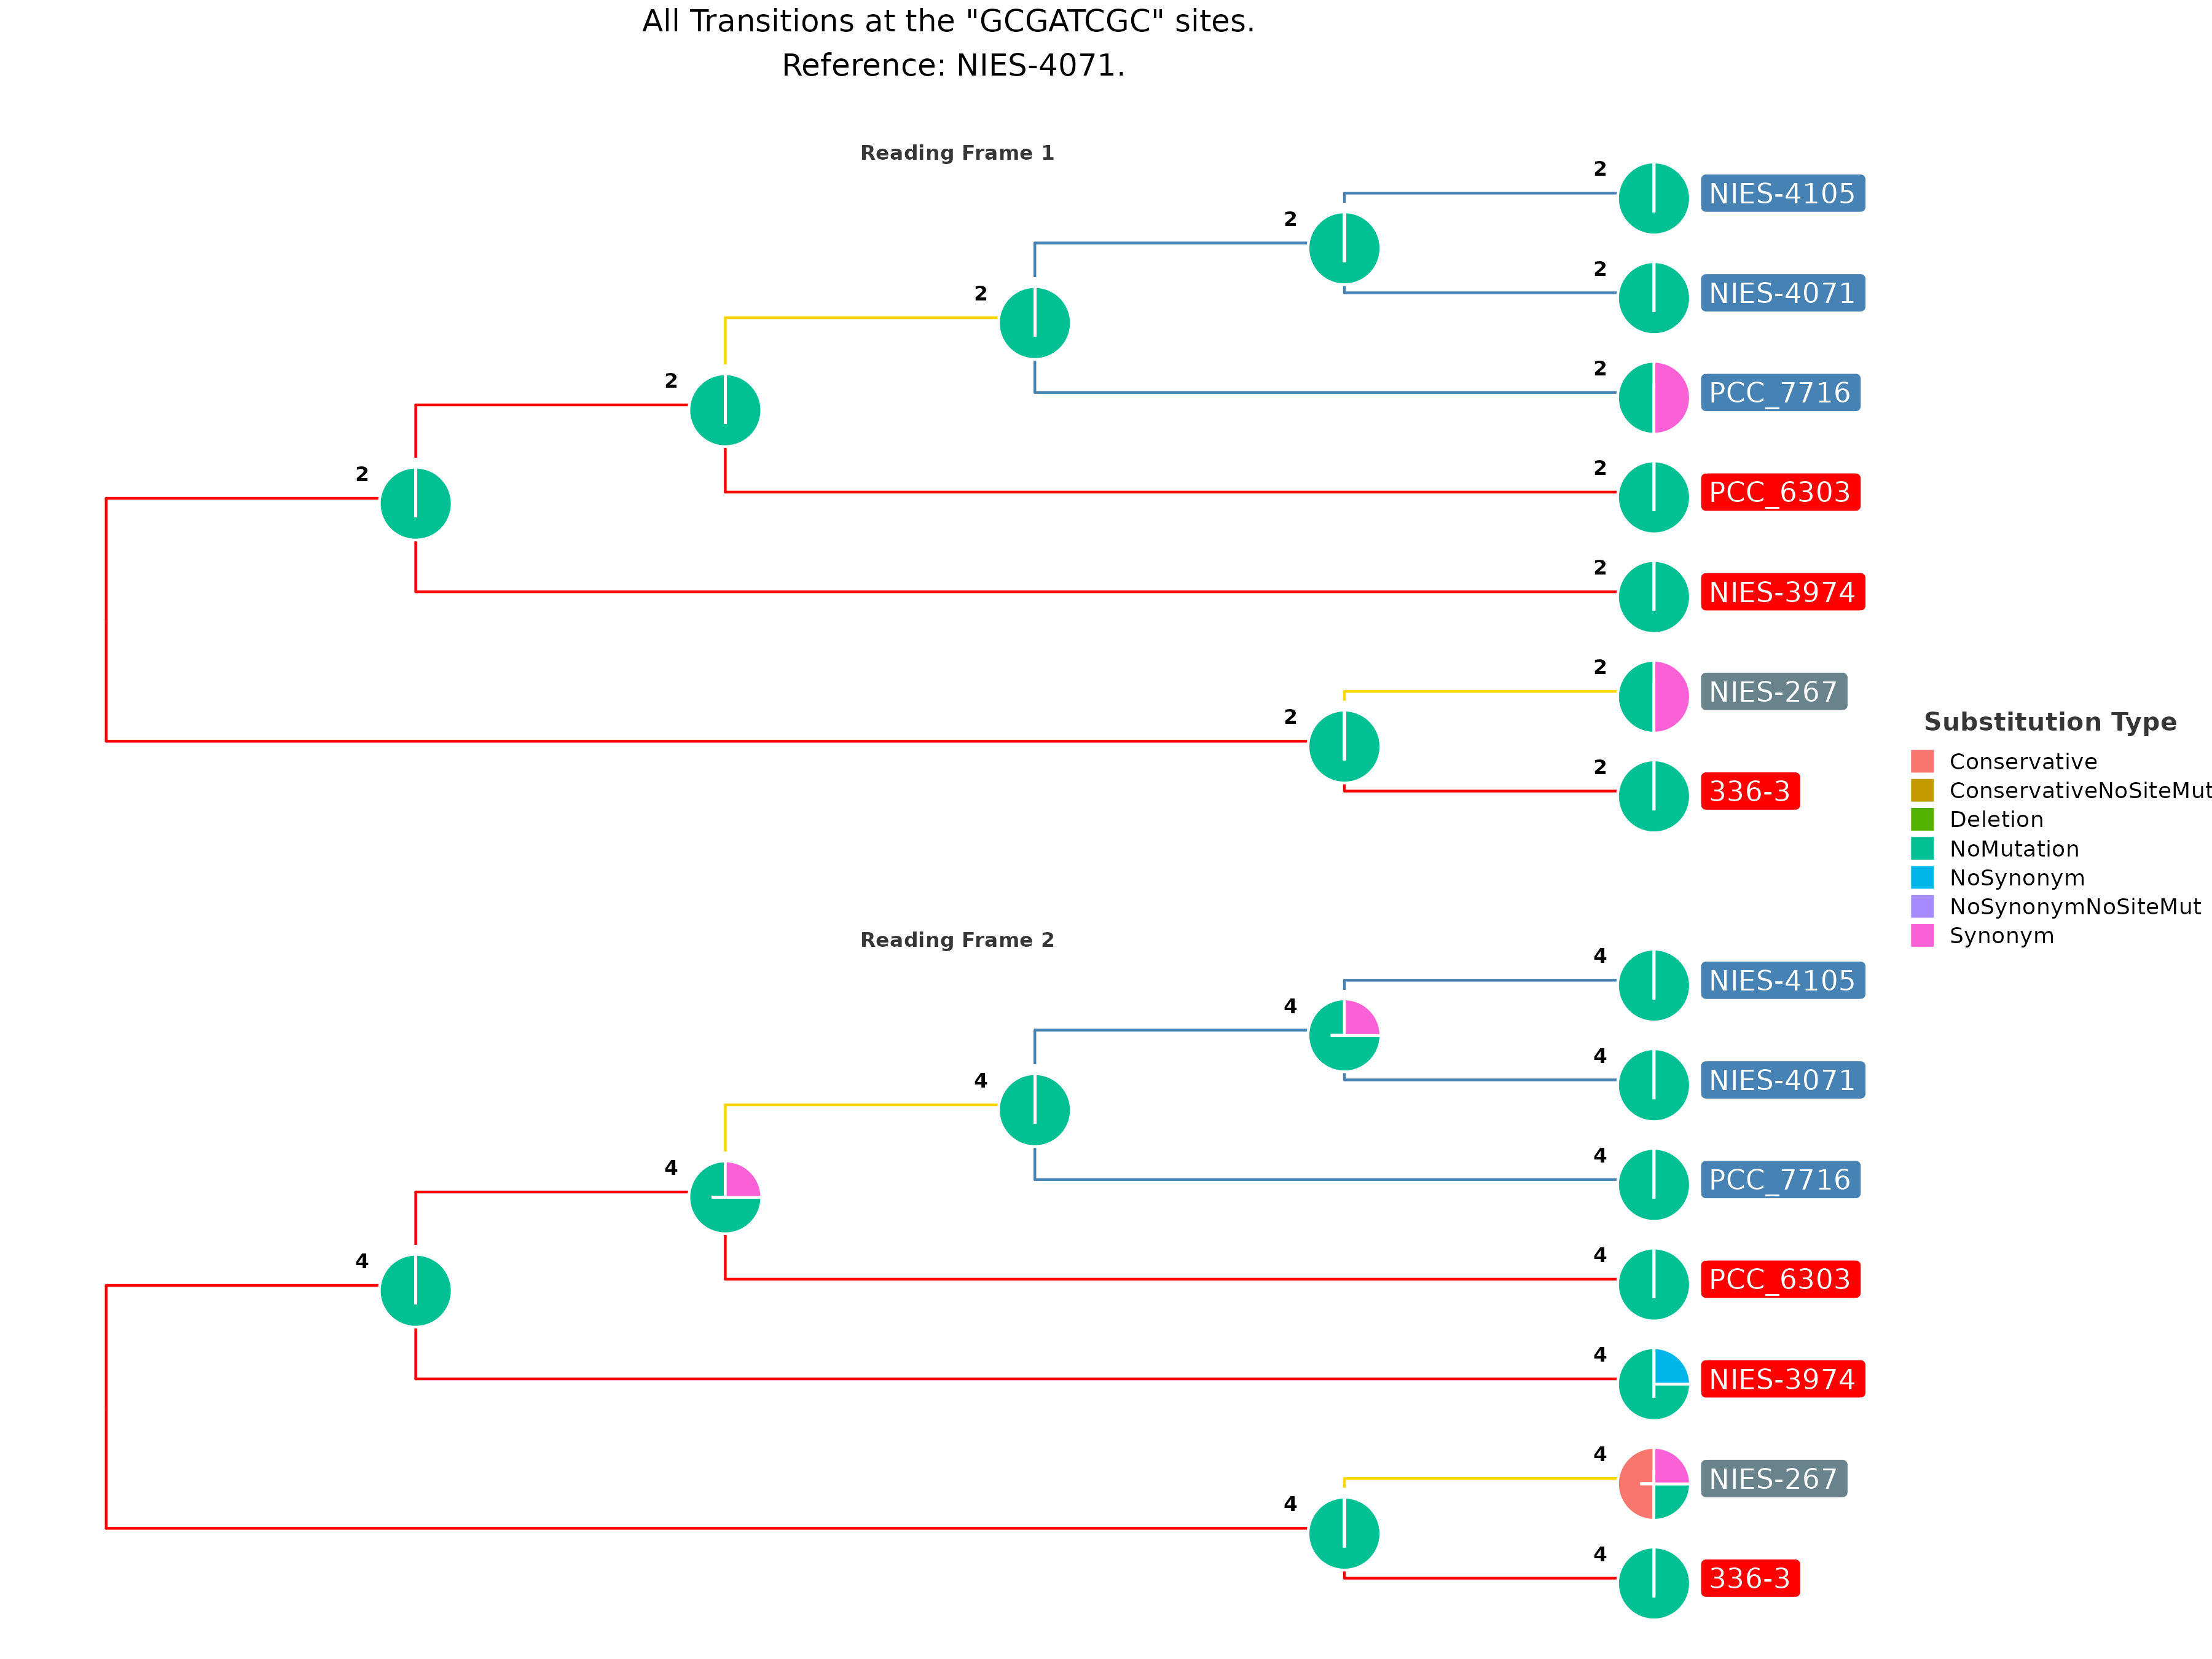 All Transitions at the "GCGATCGC" sites.
Reference: NIES-4071.
Reading Frame 1
2
NIES-4105
2
2
NIES-4071
2
2
PCC_7716
2
2
PCC_6303
2
2
NIES-3974
2
NIES-267
2
2
336-3
Substitution Type
Conservative
ConservativeNoSiteMut
Deletion
NoMutation
NoSynonym
NoSynonymNoSiteMut
Synonym
Reading Frame 2
4
NIES-4105
4
4
NIES-4071
4
4
PCC_7716
4
4
PCC_6303
4
4
NIES-3974
4
NIES-267
4
4
336-3